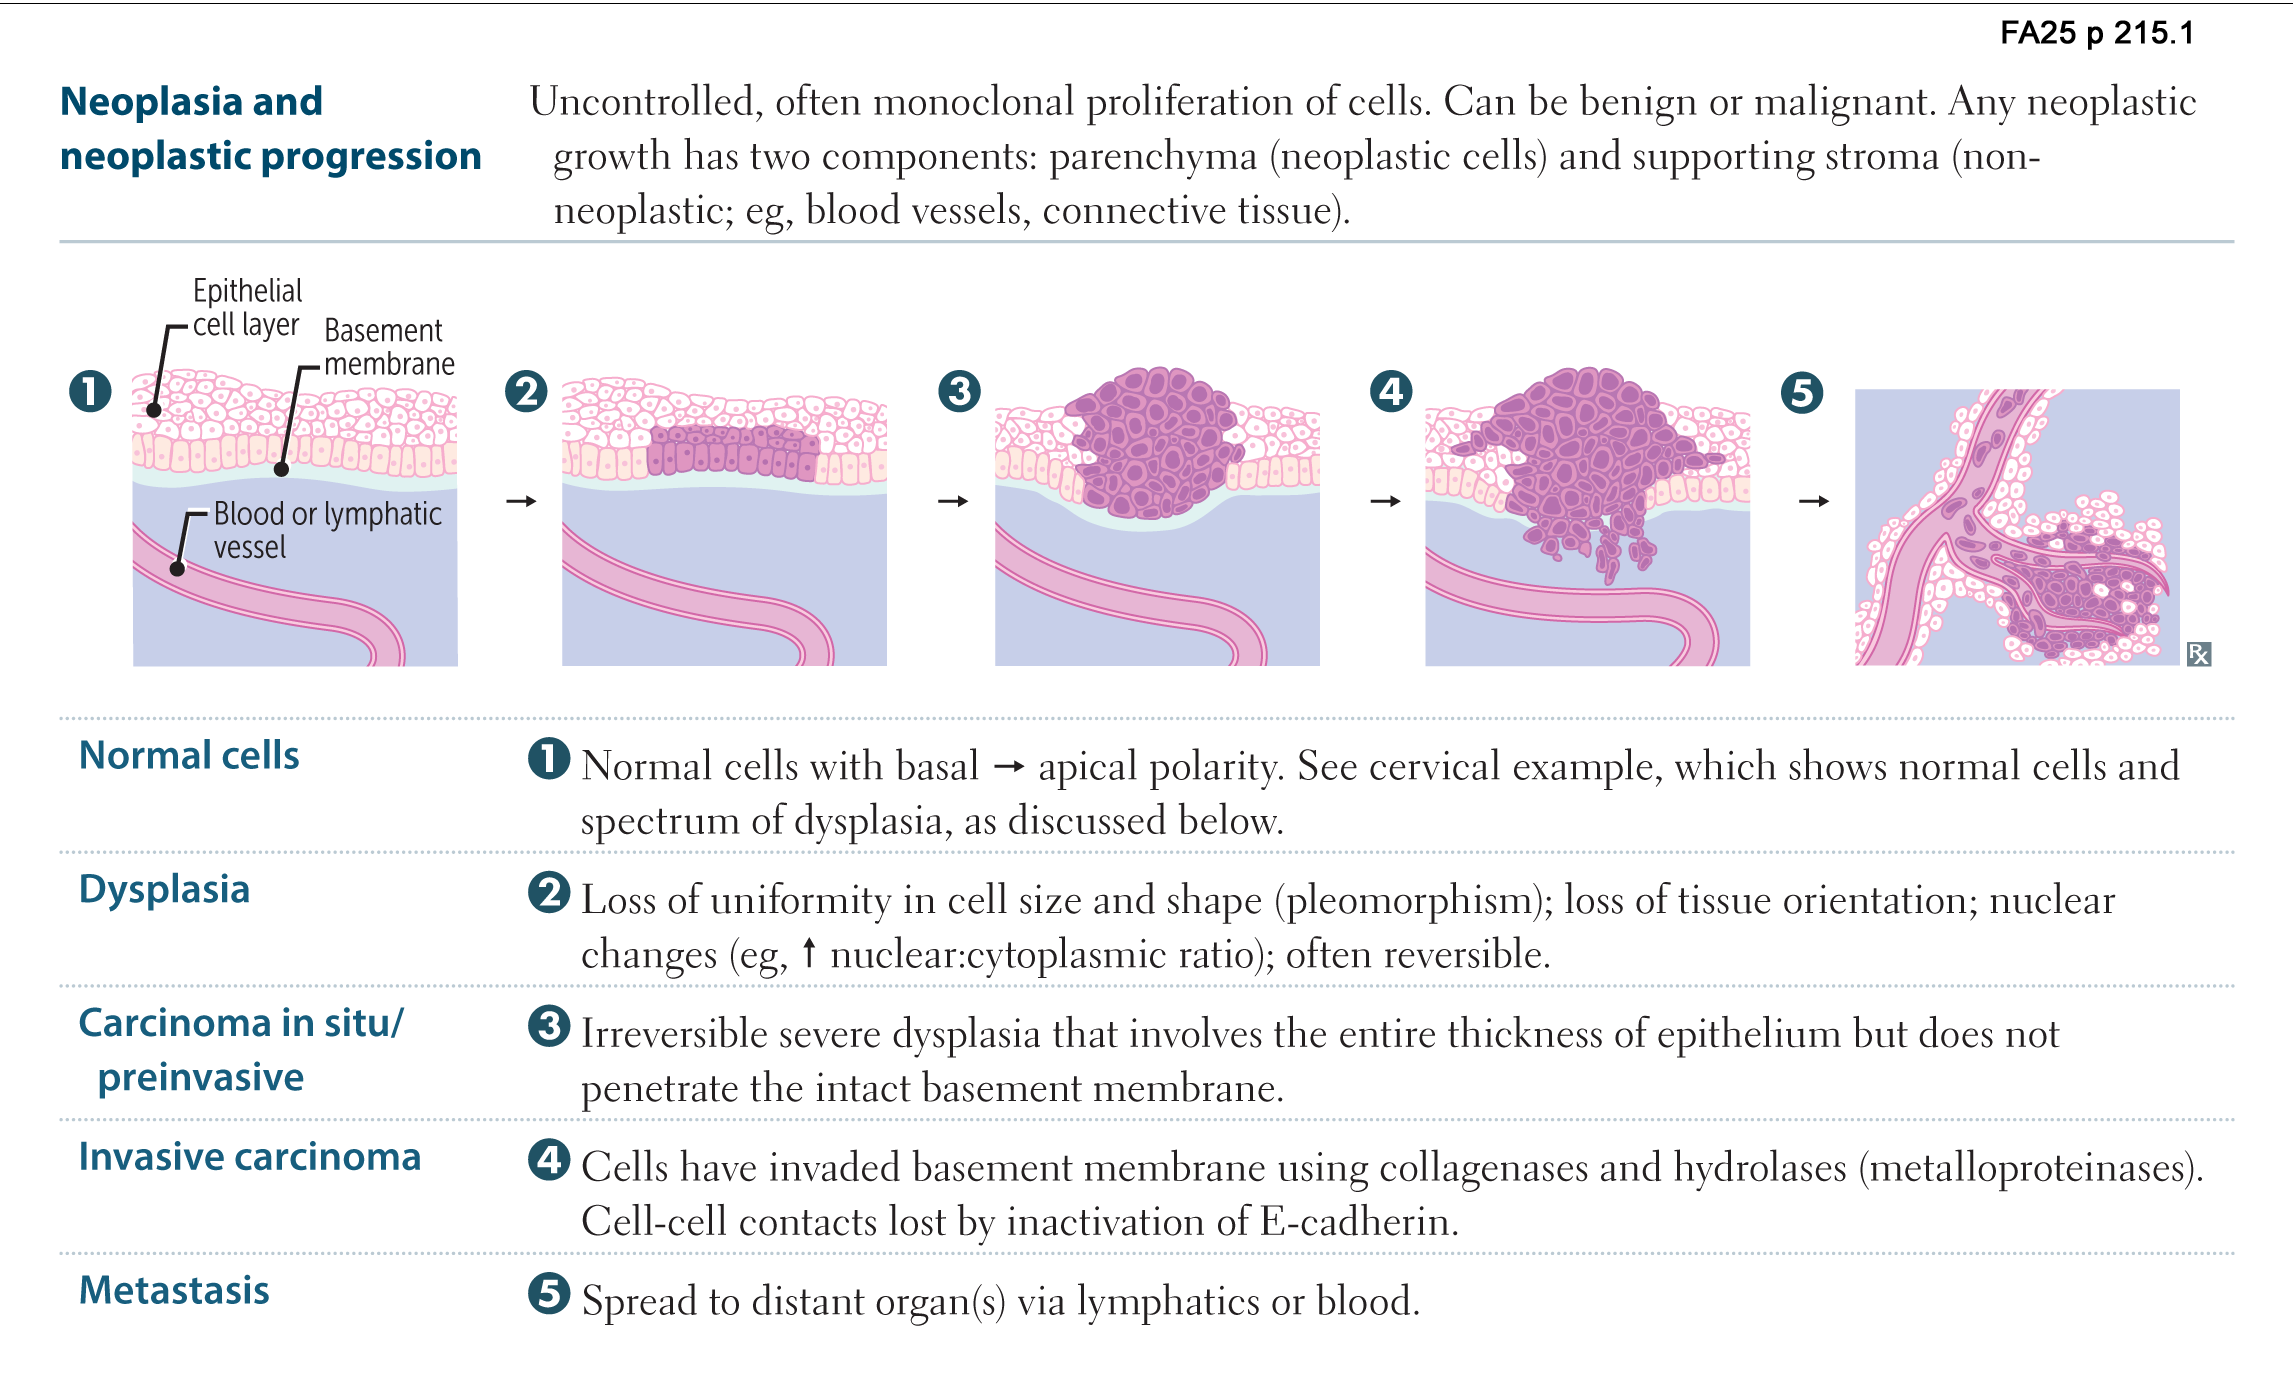 FA25 p 215.1
Neoplasia and
neoplastic progression
Uncontrolled, often monoclonal proliferation of cells. Can be benign or malignant. Any neoplastic
growth has two components: parenchyma (neoplastic cells) and supporting stroma (non-
neoplastic; eg, blood vessels, connective tissue).
Epithelial
cell layer
Basement
membrane
Blood or lymphatic
vessel
1
2
3
4
5
Rx
Normal cells
1 Normal cells with basal → apical polarity. See cervical example, which shows normal cells and
spectrum of dysplasia, as discussed below.
Dysplasia
2 Loss of uniformity in cell size and shape (pleomorphism); loss of tissue orientation; nuclear
changes (eg, ↑ nuclear:cytoplasmic ratio); often reversible.
Carcinoma in situ/
preinvasive
3 Irreversible severe dysplasia that involves the entire thickness of epithelium but does not
penetrate the intact basement membrane.
Invasive carcinoma
4 Cells have invaded basement membrane using collagenases and hydrolases (metalloproteinases).
Cell-cell contacts lost by inactivation of E-cadherin.
Metastasis
5 Spread to distant organ(s) via lymphatics or blood.